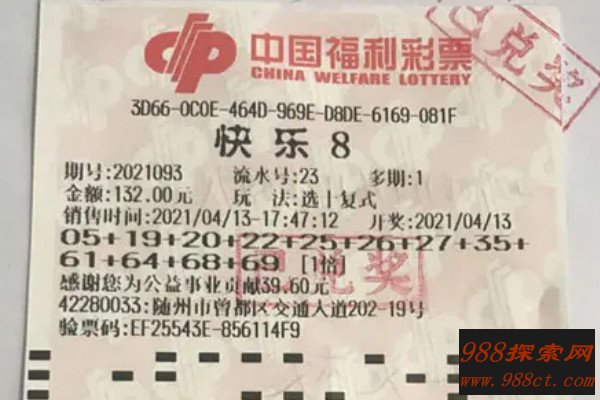 中国福利彩票
CHINA WELFARE LOTTERY
已兑奖
3D66-0C0E-464D-969E-D8DE-6169-081F
快乐8
期号:2021093 流水号:23 多期:1
金额:132.00元 玩 法:选十复式
销售时间:2021/04/13-17:47:12 开奖:2021/04/13
05+19+20+22+25+26+27+35+
61+64+68+69 [1倍]
已兑奖
感谢您为公益事业贡献39.60元
42280033:随州市曾都区交通大道202-19号
验票码:EF25543E-856114F9
988探索网
www.988ct.com